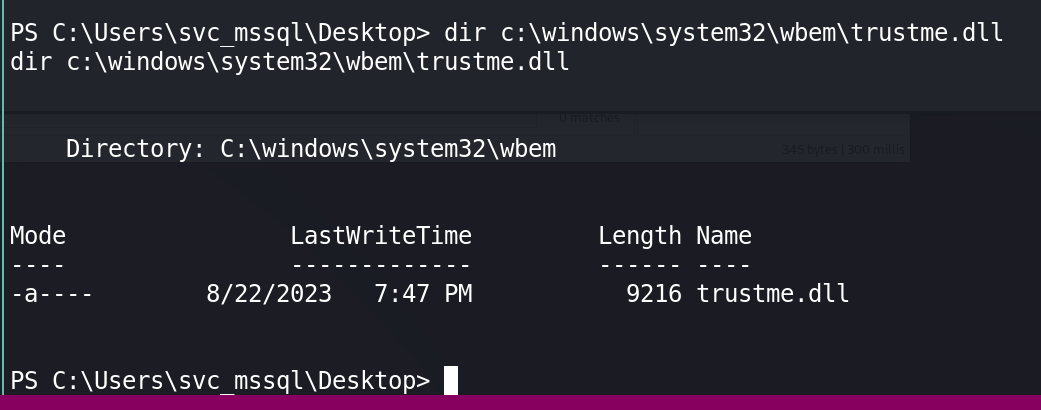 PS C:\Users\svc_mssql\Desktop> dir c:\windows\system32\wbem\trustme.dll
dir c:\windows\system32\wbem\trustme.dll
0 matches
Directory: C:\windows\system32\wbem
345 bytes | 300 millis
Mode LastWriteTime Length Name
---- ------------- ------ ----
-a---- 8/22/2023 7:47 PM 9216 trustme.dll
PS C:\Users\svc_mssql\Desktop>